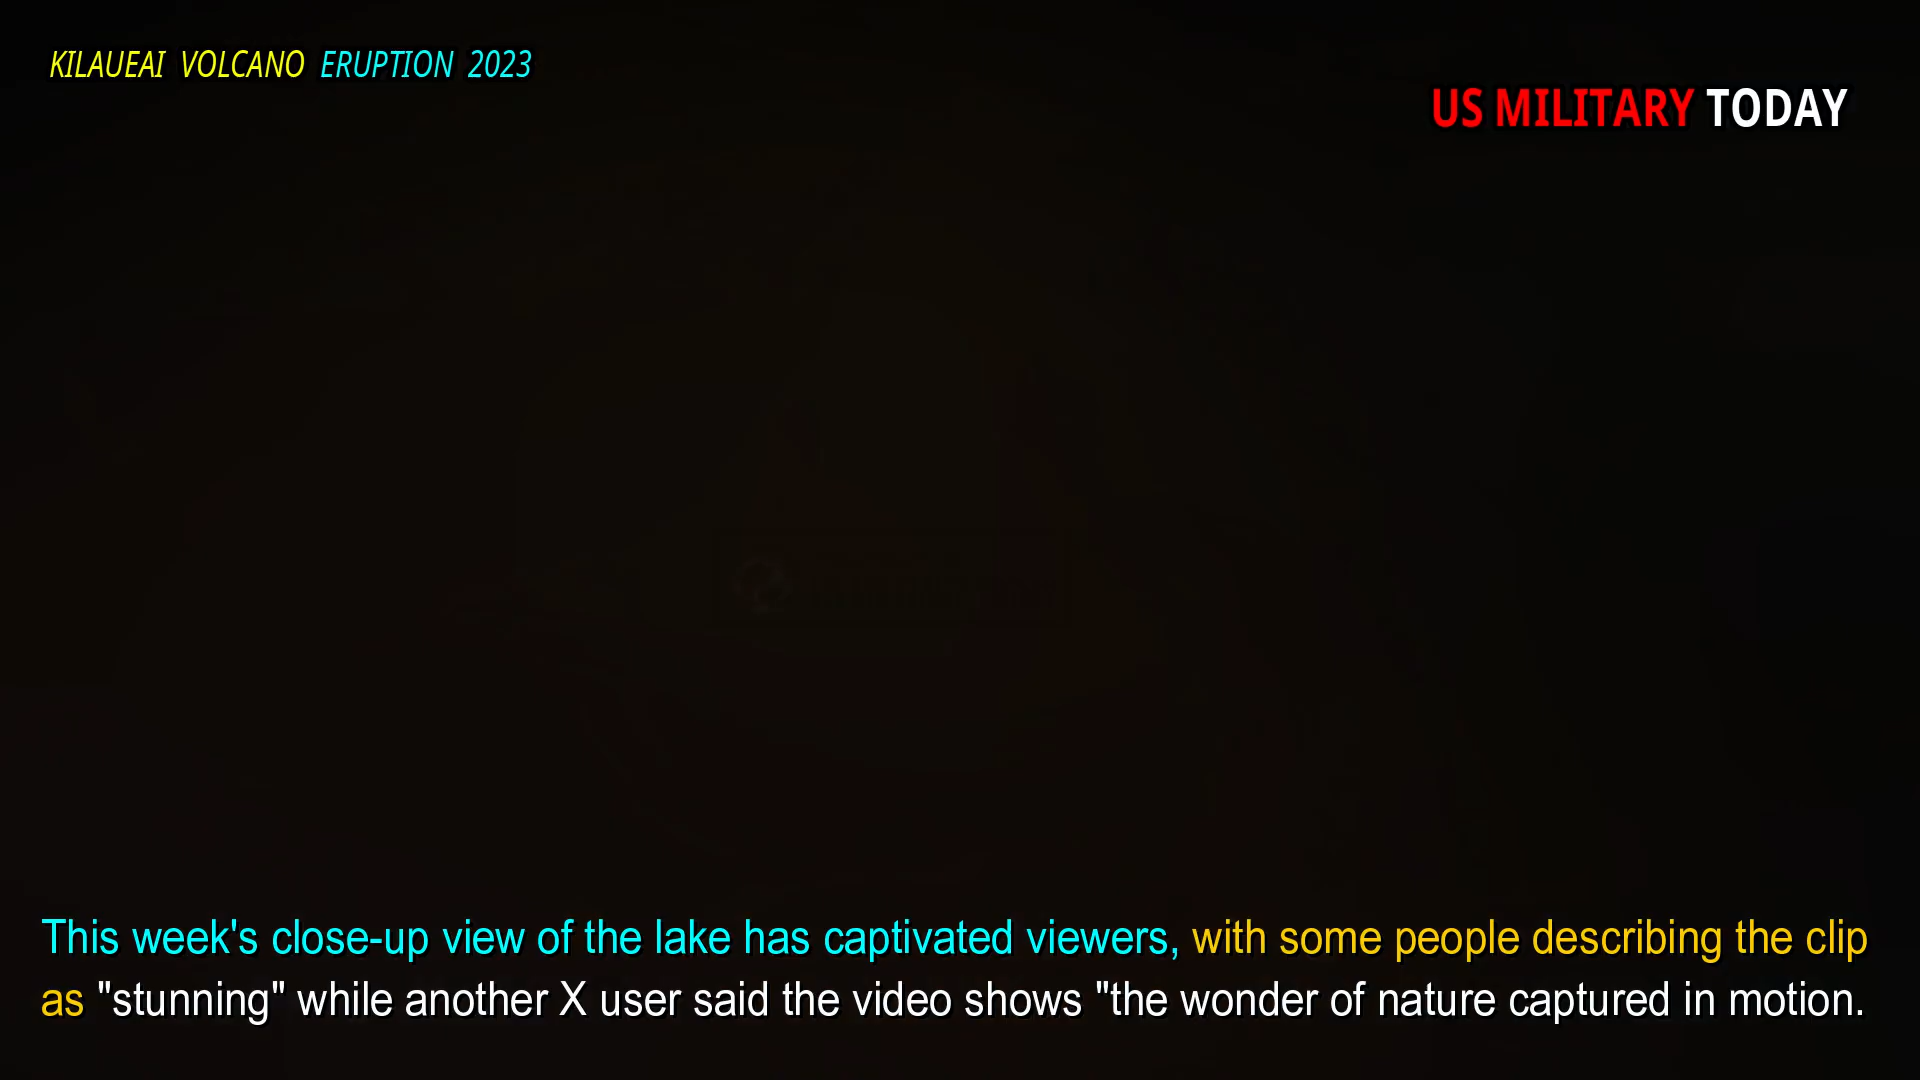 KILAUEAI VOLCANO ERUPTION 2023
US MILITARY TODAY
This week's close-up view of the lake has captivated viewers, with some people describing the clip
as "stunning" while another X user said the video shows "the wonder of nature captured in motion.